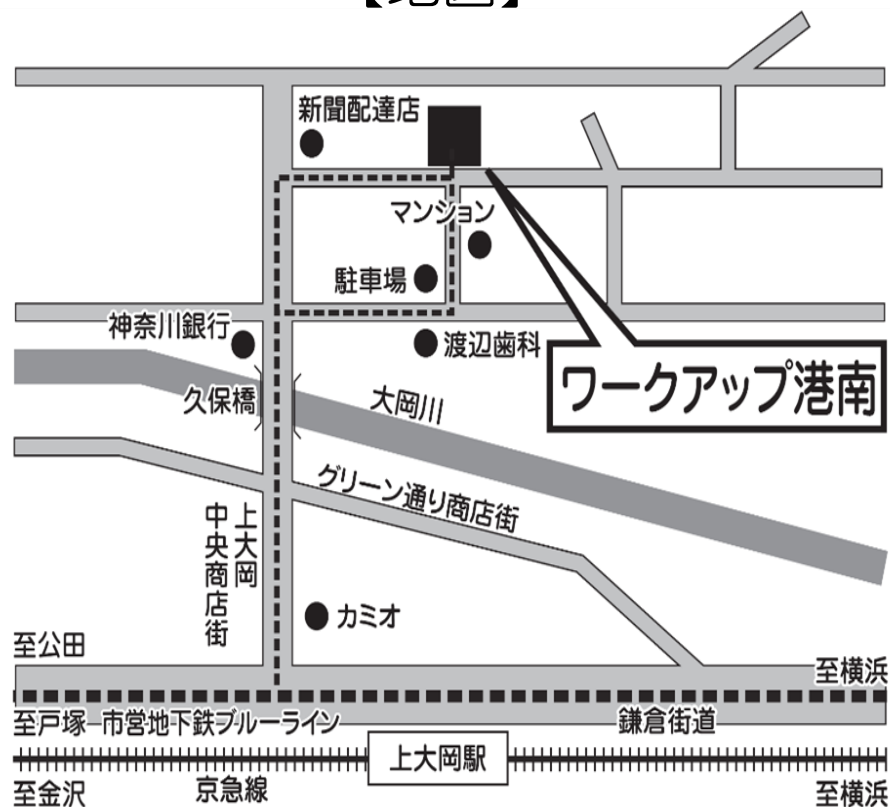 【地図】
新聞配達店
マンション
駐車場
神奈川銀行
渡辺歯科
ワークアップ港南
久保橋
大岡川
グリーン通り商店街
上大岡
中央商店街
カミオ
至公田
至横浜
至戸塚
市営地下鉄ブルーライン
鎌倉街道
上大岡駅
至金沢
京急線
至横浜